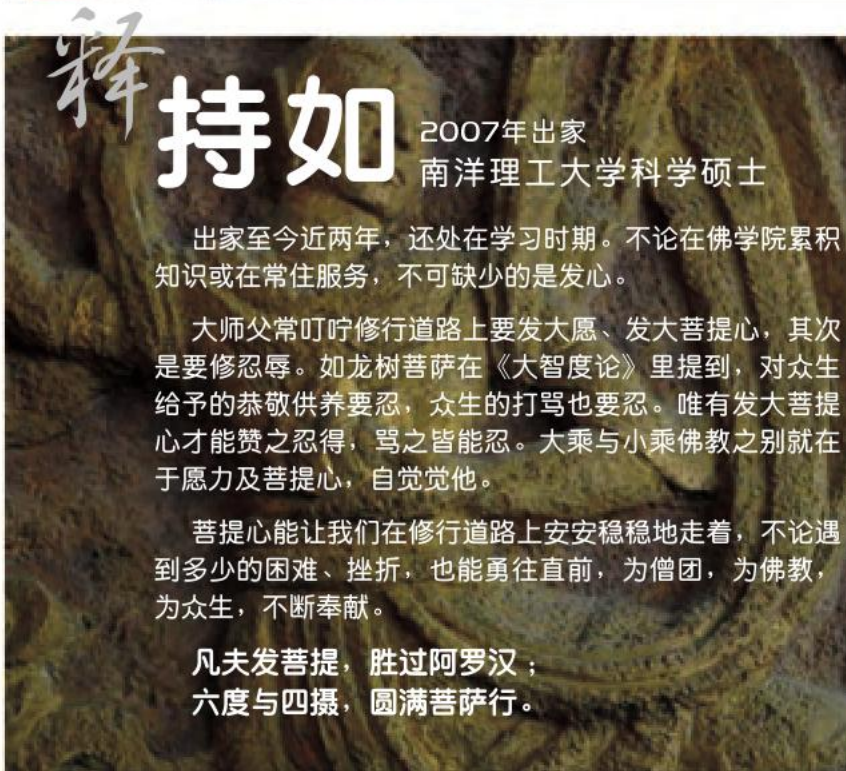 释
持如
2007年出家
南洋理工大学科学硕士
出家至今近两年，还处在学习时期。不论在佛学院累积
知识或在常住服务，不可缺少的是发心。
大师父常叮咛修行道路上要发大愿、发大菩提心，其次
是要修忍辱。如龙树菩萨在《大智度论》里提到，对众生
给予的恭敬供养要忍，众生的打骂也要忍。唯有发大菩提
心才能赞之忍得，骂之皆能忍。大乘与小乘佛教之别就在
于愿力及菩提心，自觉觉他。
菩提心能让我们在修行道路上安安稳稳地走着，不论遇
到多少的困难、挫折，也能勇往直前，为僧团，为佛教，
为众生，不断奉献。
凡夫发菩提，胜过阿罗汉；
六度与四摄，圆满菩萨行。